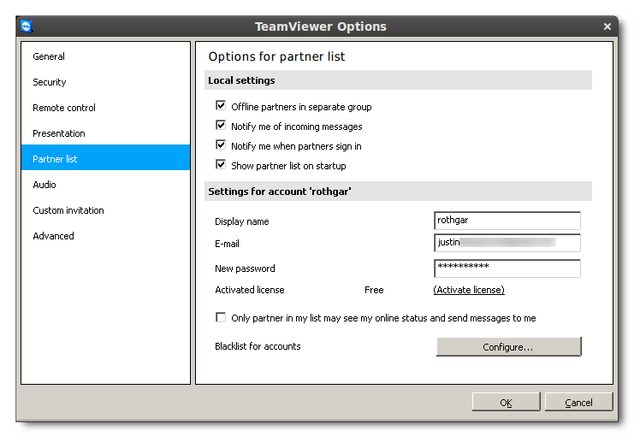 TeamViewer Options
General
Security
Remote control
Presentation
Partner list
Audio
Custom invitation
Advanced
Options for partner list
Local settings
Offline partners in separate group
Notify me of incoming messages
Notify me when partners sign in
Show partner list on startup
Settings for account 'rothgar'
Display name rothgar
E-mail justin
New password **********
Activated license Free (Activate license)
Only partner in my list may see my online status and send messages to me
Blacklist for accounts Configure...
OK Cancel